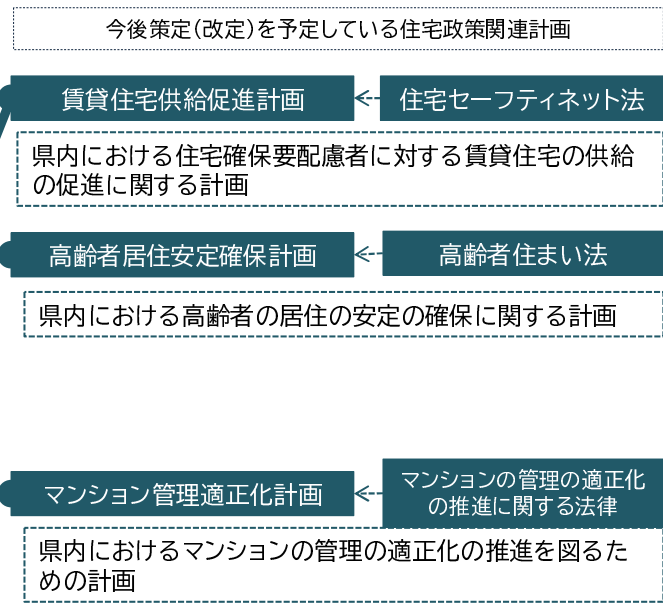 今後策定(改定)を予定している住宅政策関連計画
賃貸住宅供給促進計画
住宅セーフティネット法
県内における住宅確保要配慮者に対する賃貸住宅の供給
の促進に関する計画
高齢者居住安定確保計画
高齢者住まい法
県内における高齢者の居住の安定の確保に関する計画
マンション管理適正化計画
マンションの管理の適正化
の推進に関する法律
県内におけるマンションの管理の適正化の推進を図るた
めの計画